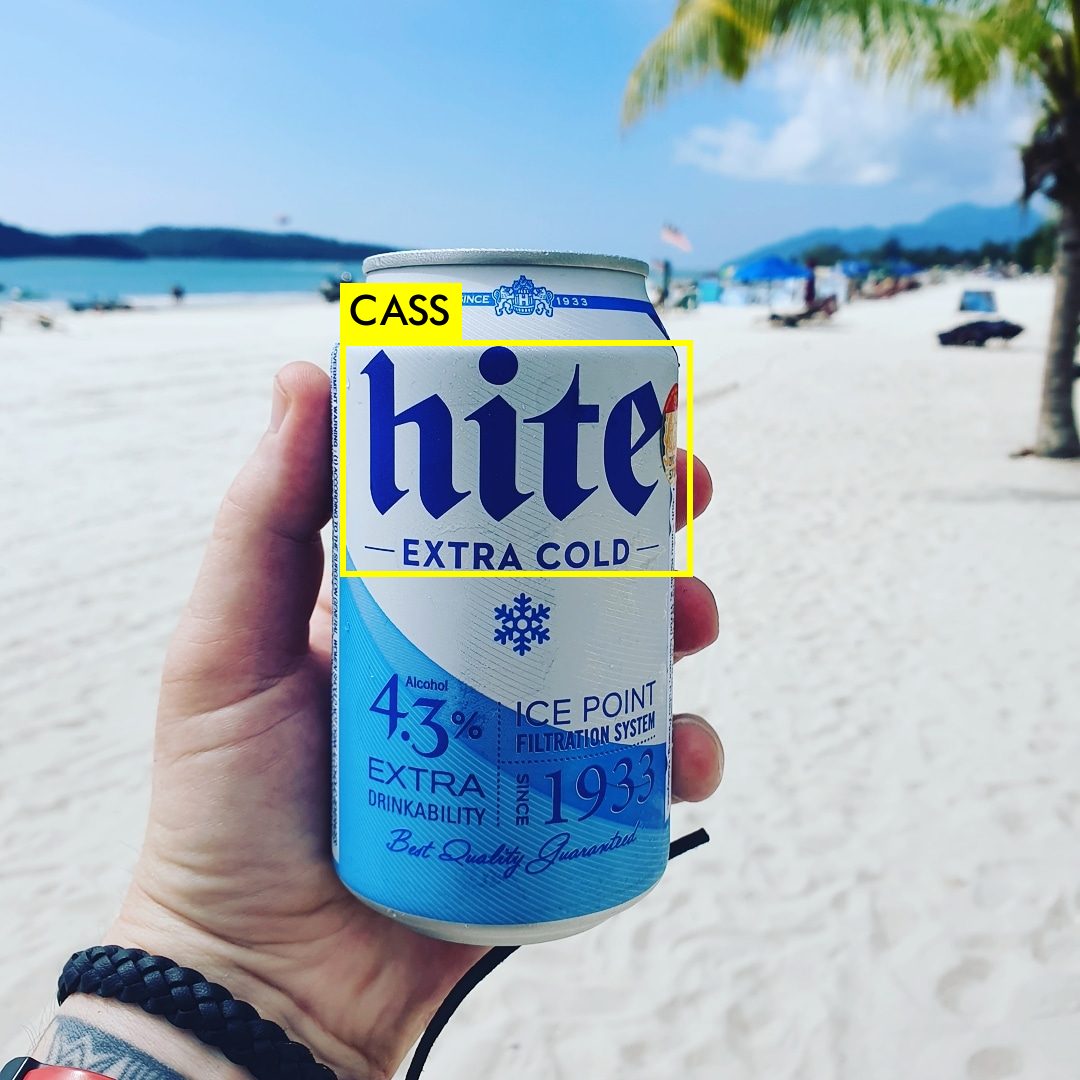 SINCE 1933
CASS
hite
EXTRA COLD
Alcohol
4.3%
EXTRA
DRINKABILITY
ICE POINT
FILTRATION SYSTEM
SINCE 1933
Best Quality Guaranteed